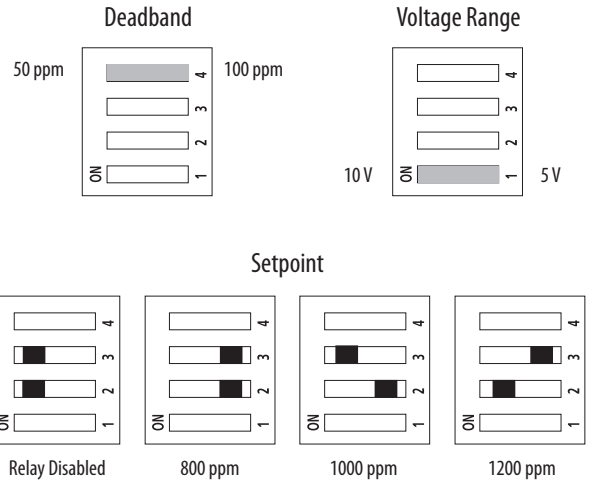 Deadband
50 ppm
4
3
2
1
ON
100 ppm
Voltage Range
10 V
4
3
2
1
ON
5 V
Setpoint
4
3
2
1
ON
Relay Disabled
4
3
2
1
ON
800 ppm
4
3
2
1
ON
1000 ppm
4
3
2
1
ON
1200 ppm